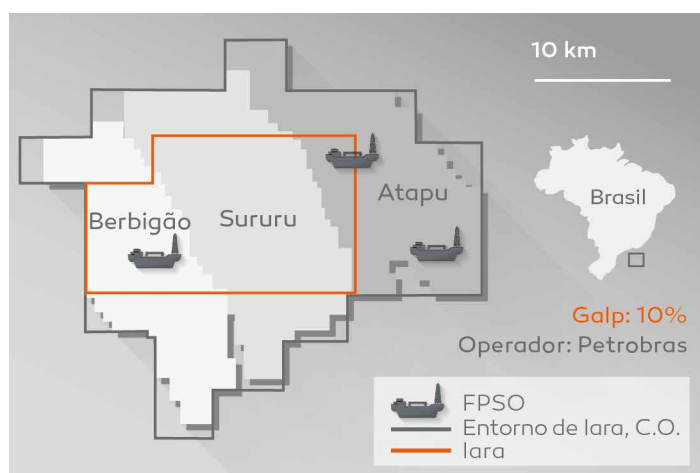 10 km
Berbigão
Sururu
Atapu
Brasil
Galp: 10%
Operador: Petrobras
FPSO
Entorno de Iara, C.O.
Iara